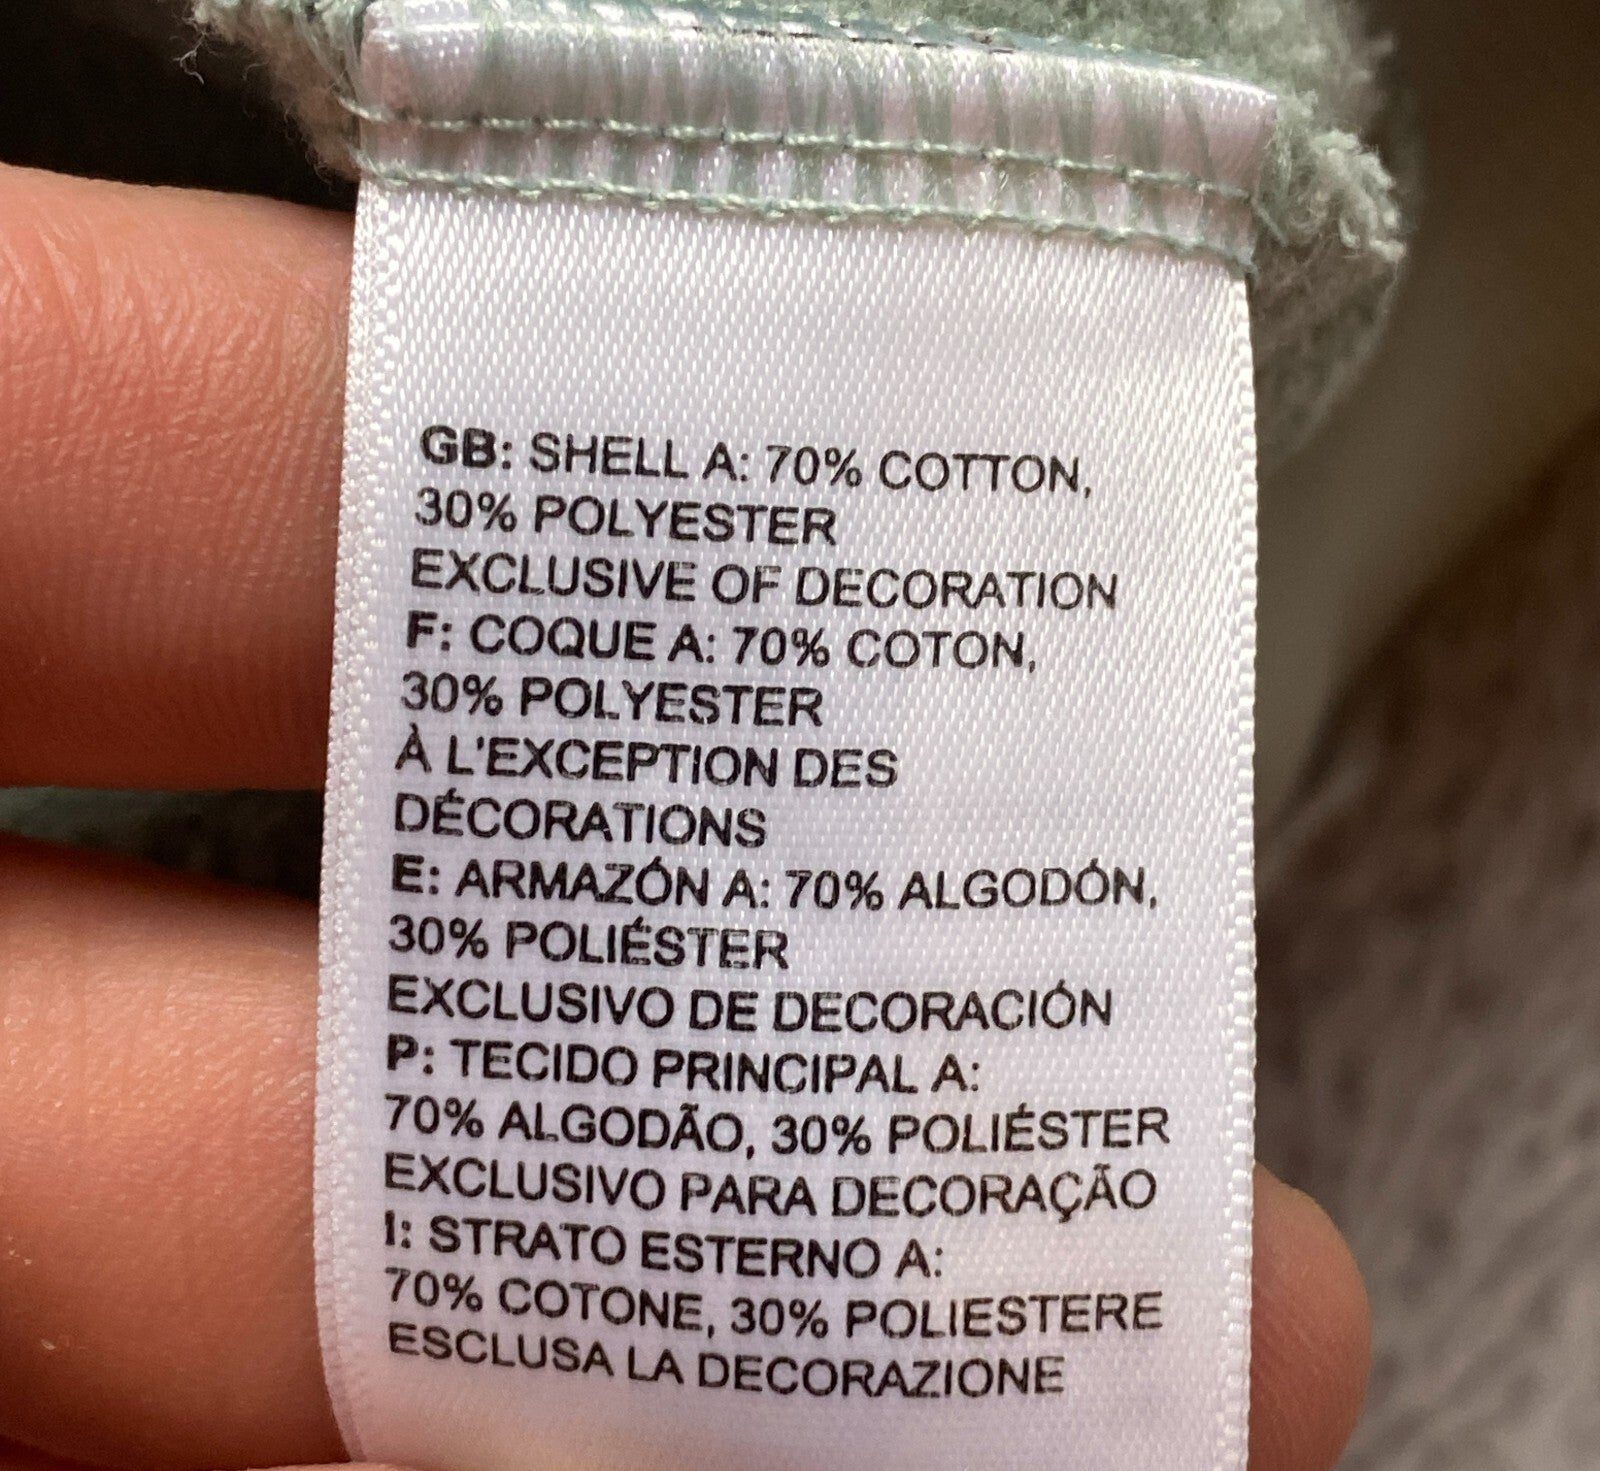 GB: SHELL A: 70% COTTON,
30% POLYESTER
EXCLUSIVE OF DECORATION
F: COQUE A: 70% COTON,
30% POLYESTER
À L'EXCEPTION DES
DÉCORATIONS
E: ARMAZÓN A: 70% ALGODÓN,
30% POLIÉSTER
EXCLUSIVO DE DECORACIÓN
P: TECIDO PRINCIPAL A:
70% ALGODÃO, 30% POLIÉSTER
EXCLUSIVO PARA DECORAÇÃO
I: STRATO ESTERNO A:
70% COTONE, 30% POLIESTERE
ESCLUSA LA DECORAZIONE